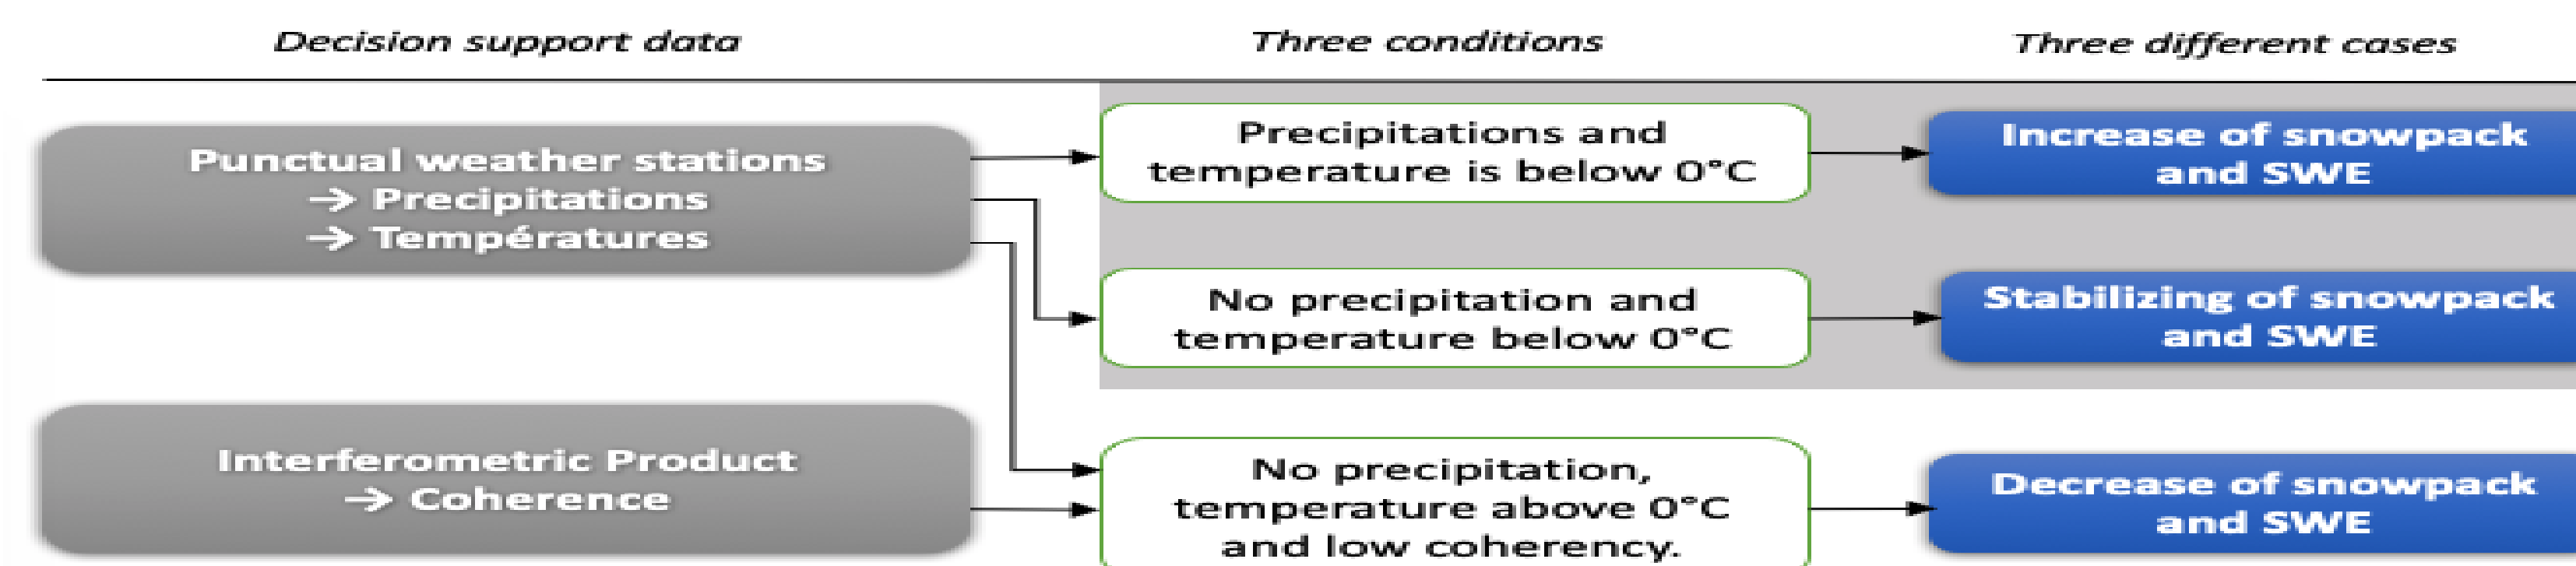 Decision support data
Three conditions
Three different cases
Punctual weather stations
→ Precipitations
→ Températures
Precipitations and
temperature is below 0°C
Increase of snowpack
and SWE
No precipitation and
temperature below 0°C
Stabilizing of snowpack
and SWE
Interferometric Product
→ Coherence
No precipitation,
temperature above 0°C
and low coherency.
Decrease of snowpack
and SWE